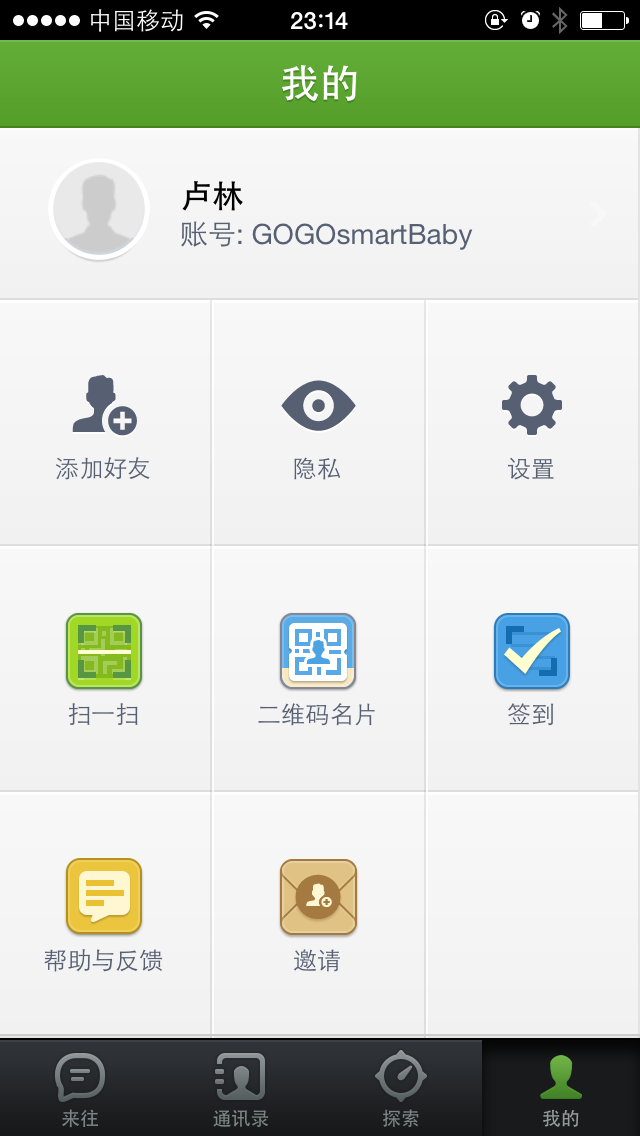 中国移动 23:14
我的
卢林
账号: GOGOsmartBaby
添加好友 隐私 设置
扫一扫 二维码名片 签到
帮助与反馈 邀请
来往 通讯录 探索 我的